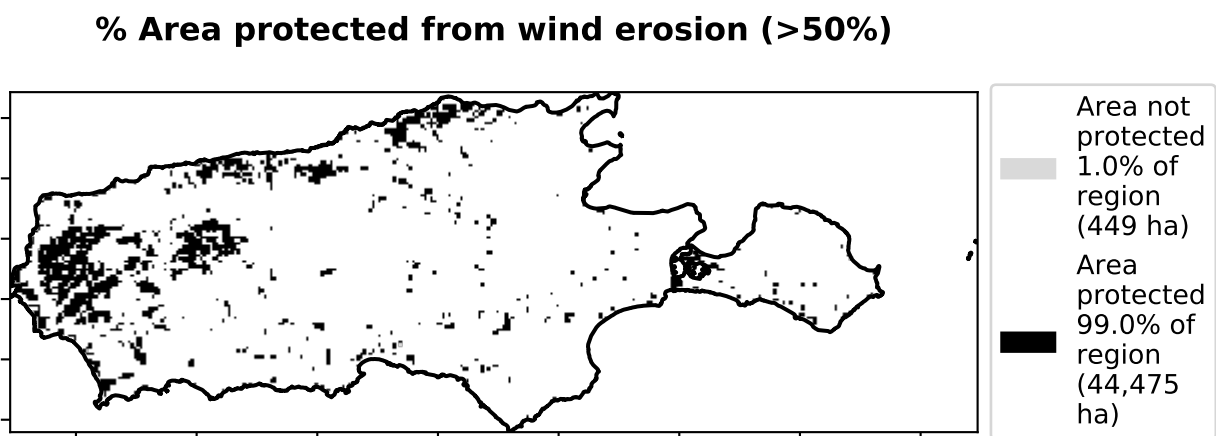 % Area protected from wind erosion (>50%)
Area not
protected
1.0% of
region
(449 ha)
Area
protected
99.0% of
region
(44,475
ha)